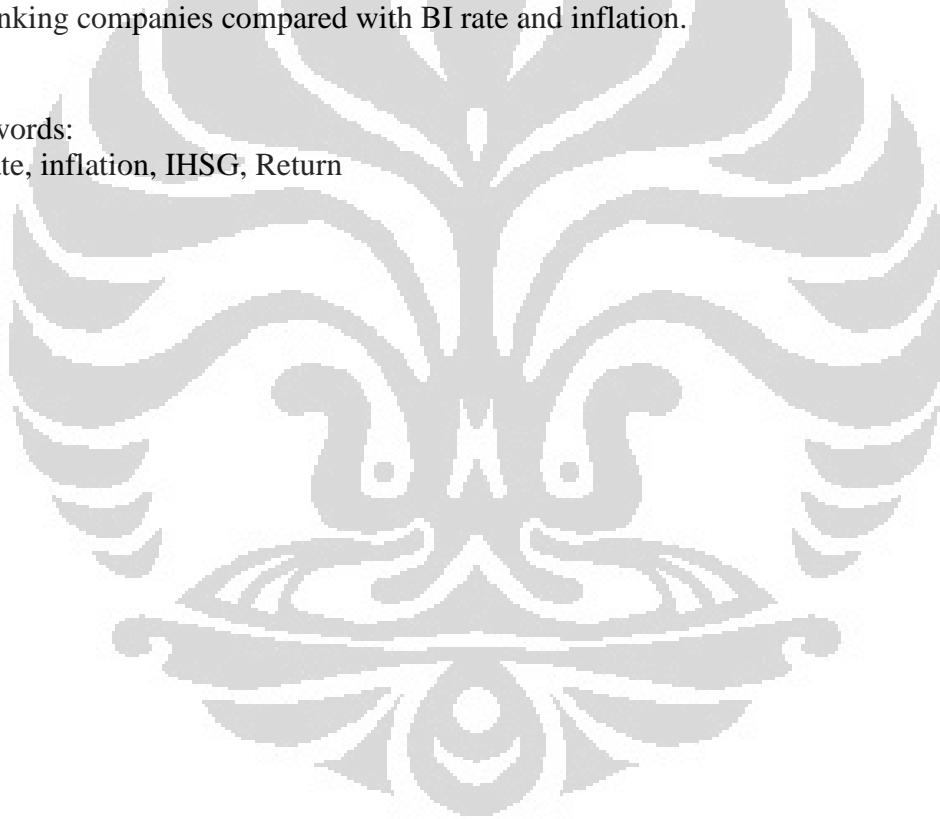 nking companies compared with BI rate and inflation.
words:
te, inflation, IHSG, Return